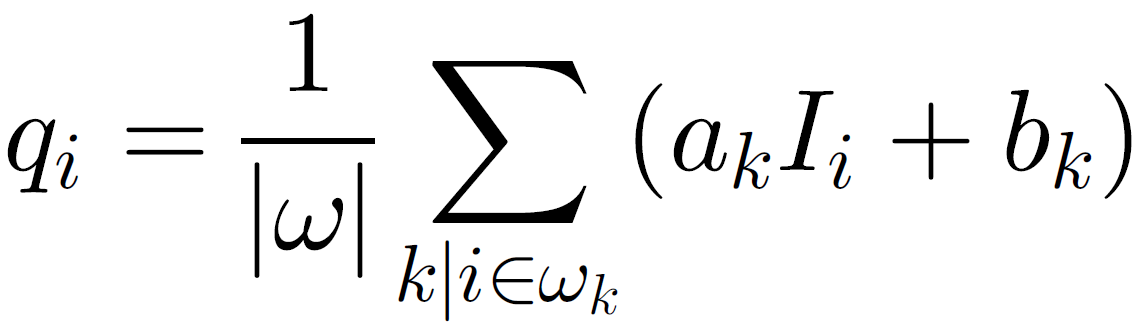 q_i = \frac{1}{|\omega|} \sum_{k|i \in \omega_k} (a_k I_i + b_k)